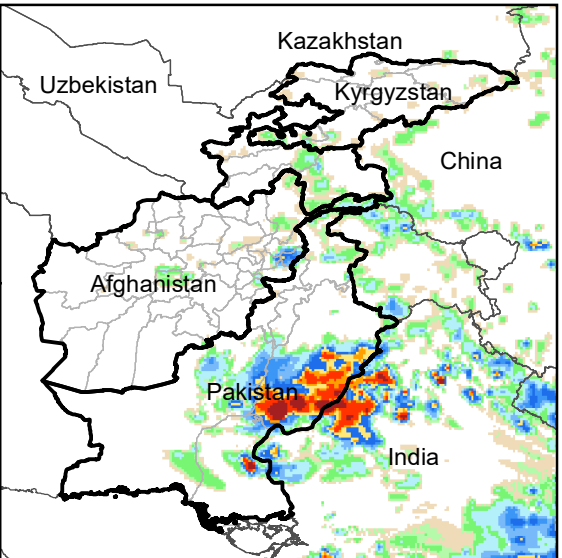 Kazakhstan
Uzbekistan
Kyrgyzstan
China
Afghanistan
Pakistan
India